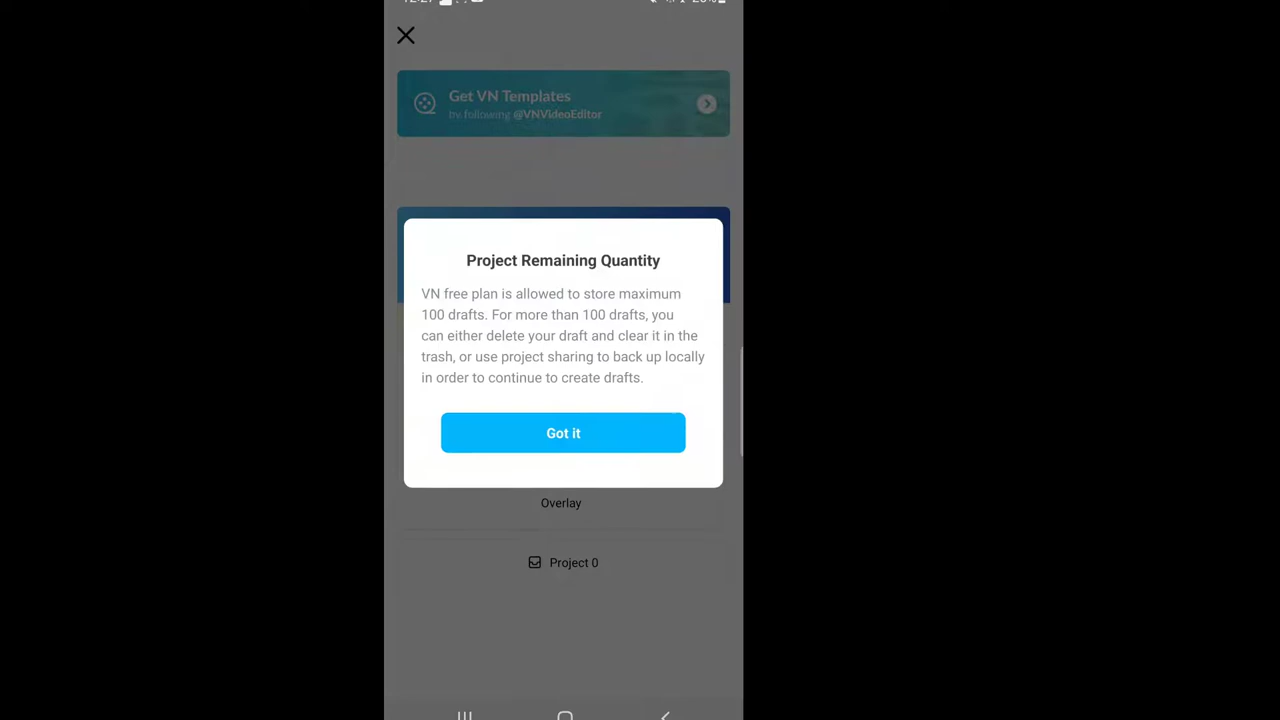 Get VN Templates
by following @VNVideoEditor
Project Remaining Quantity
VN free plan is allowed to store maximum
100 drafts. For more than 100 drafts, you
can either delete your draft and clear it in the
trash, or use project sharing to back up locally
in order to continue to create drafts.
Got it
Overlay
Project 0